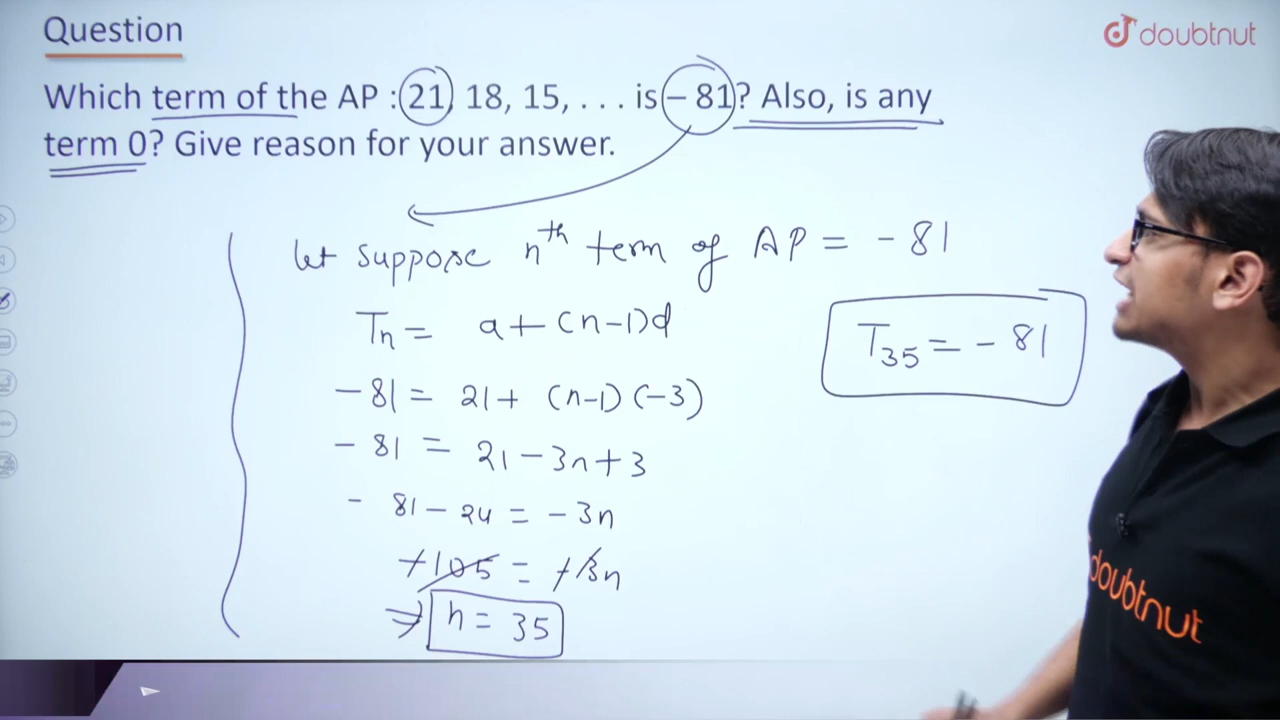 Question
doubtnut
Which term of the AP : 21, 18, 15, . . . is – 81? Also, is any
term 0? Give reason for your answer.
let suppose nth term of AP = - 81
Tn = a + (n-1)d
T35 = - 81
- 81 = 21 + (n-1) (-3)
- 81 = 21 - 3n + 3
- 81 - 24 = - 3n
+105 = +3n
⇒ n = 35
doubtnut